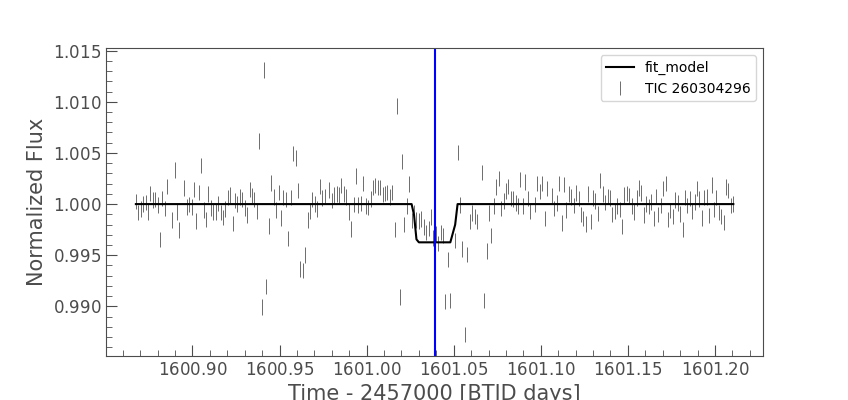 1.015
1.010
1.005
1.000
0.995
0.990
Normalized Flux
fit_model
TIC 260304296
1600.90 1600.95 1601.00 1601.05 1601.10 1601.15 1601.20
Time - 2457000 [BTJD days]